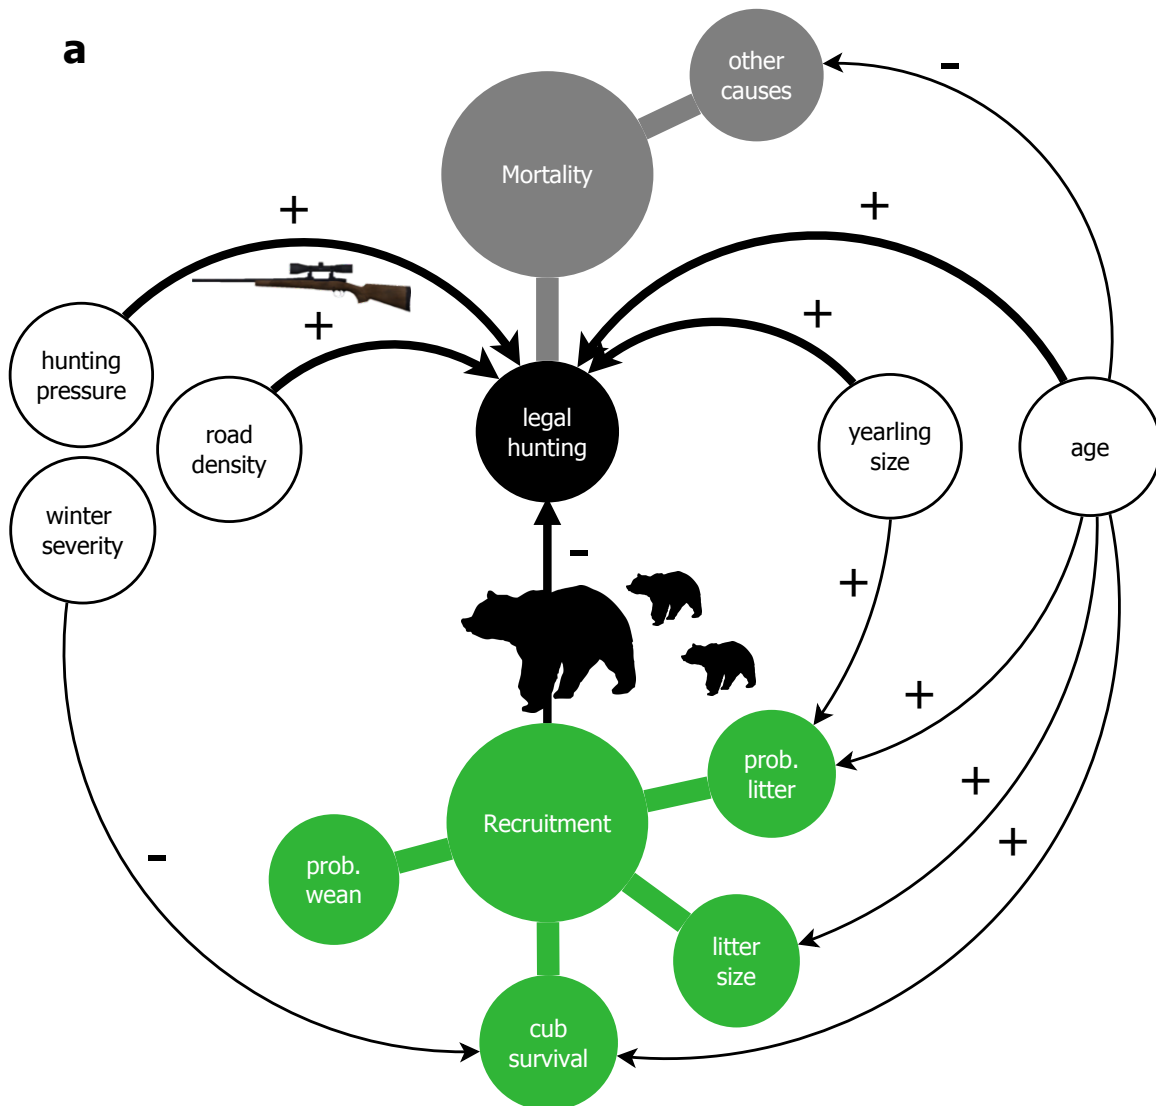 a
other
causes
-
Mortality
+
+
+
+
hunting
pressure
road
density
legal
hunting
yearling
size
age
winter
severity
-
+
+
prob.
litter
+
Recruitment
+
-
prob.
wean
litter
size
cub
survival